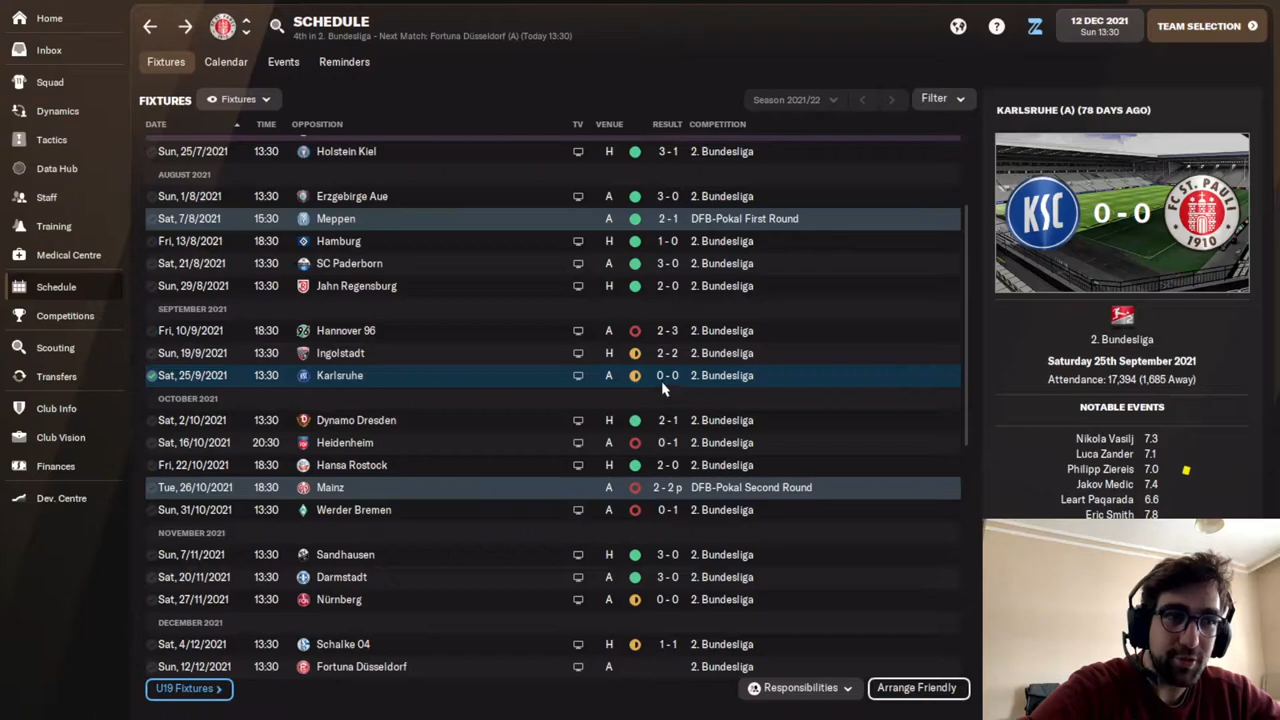 Home
Inbox
Squad
Dynamics
Tactics
Data Hub
Staff
Training
Medical Centre
Schedule
Competitions
Scouting
Transfers
Club Info
Club Vision
Finances
Dev. Centre
SCHEDULE
4th in 2. Bundesliga - Next Match: Fortuna Düsseldorf (A) (Today 13:30)
12 DEC 2021
Sun 13:30
TEAM SELECTION
Fixtures Calendar Events Reminders
FIXTURES Fixtures Season 2021/22 Filter
DATE TIME OPPOSITION TV VENUE RESULT COMPETITION
Sun, 25/7/2021 13:30 Holstein Kiel H 3 - 1 2. Bundesliga
AUGUST 2021
Sun, 1/8/2021 13:30 Erzgebirge Aue A 3 - 0 2. Bundesliga
Sat, 7/8/2021 15:30 Meppen A 2 - 1 DFB-Pokal First Round
Fri, 13/8/2021 18:30 Hamburg H 1 - 0 2. Bundesliga
Sat, 21/8/2021 13:30 SC Paderborn A 3 - 0 2. Bundesliga
Sun, 29/8/2021 13:30 Jahn Regensburg H 2 - 0 2. Bundesliga
SEPTEMBER 2021
Fri, 10/9/2021 18:30 Hannover 96 A 2 - 3 2. Bundesliga
Sun, 19/9/2021 13:30 Ingolstadt H 2 - 2 2. Bundesliga
Sat, 25/9/2021 13:30 Karlsruhe A 0 - 0 2. Bundesliga
OCTOBER 2021
Sat, 2/10/2021 13:30 Dynamo Dresden H 2 - 1 2. Bundesliga
Sat, 16/10/2021 20:30 Heidenheim A 0 - 1 2. Bundesliga
Fri, 22/10/2021 18:30 Hansa Rostock H 2 - 0 2. Bundesliga
Tue, 26/10/2021 18:30 Mainz A 2 - 2 p DFB-Pokal Second Round
Sun, 31/10/2021 13:30 Werder Bremen A 0 - 1 2. Bundesliga
NOVEMBER 2021
Sun, 7/11/2021 13:30 Sandhausen H 3 - 0 2. Bundesliga
Sat, 20/11/2021 13:30 Darmstadt A 3 - 0 2. Bundesliga
Sat, 27/11/2021 13:30 Nürnberg A 0 - 0 2. Bundesliga
DECEMBER 2021
Sat, 4/12/2021 13:30 Schalke 04 H 1 - 1 2. Bundesliga
Sun, 12/12/2021 13:30 Fortuna Düsseldorf A 2. Bundesliga
U19 Fixtures > Responsibilities Arrange Friendly
KARLSRUHE (A) (78 DAYS AGO)
KSC 0 - 0 FC ST. PAULI 1910
2. Bundesliga
Saturday 25th September 2021
Attendance: 17,394 (1,685 Away)
NOTABLE EVENTS
Nikola Vasilj 7.3
Luca Zander 7.1
Philipp Ziereis 7.0
Jakov Medic 7.4
Leart Paqarada 6.6
Eric Smith 7.8